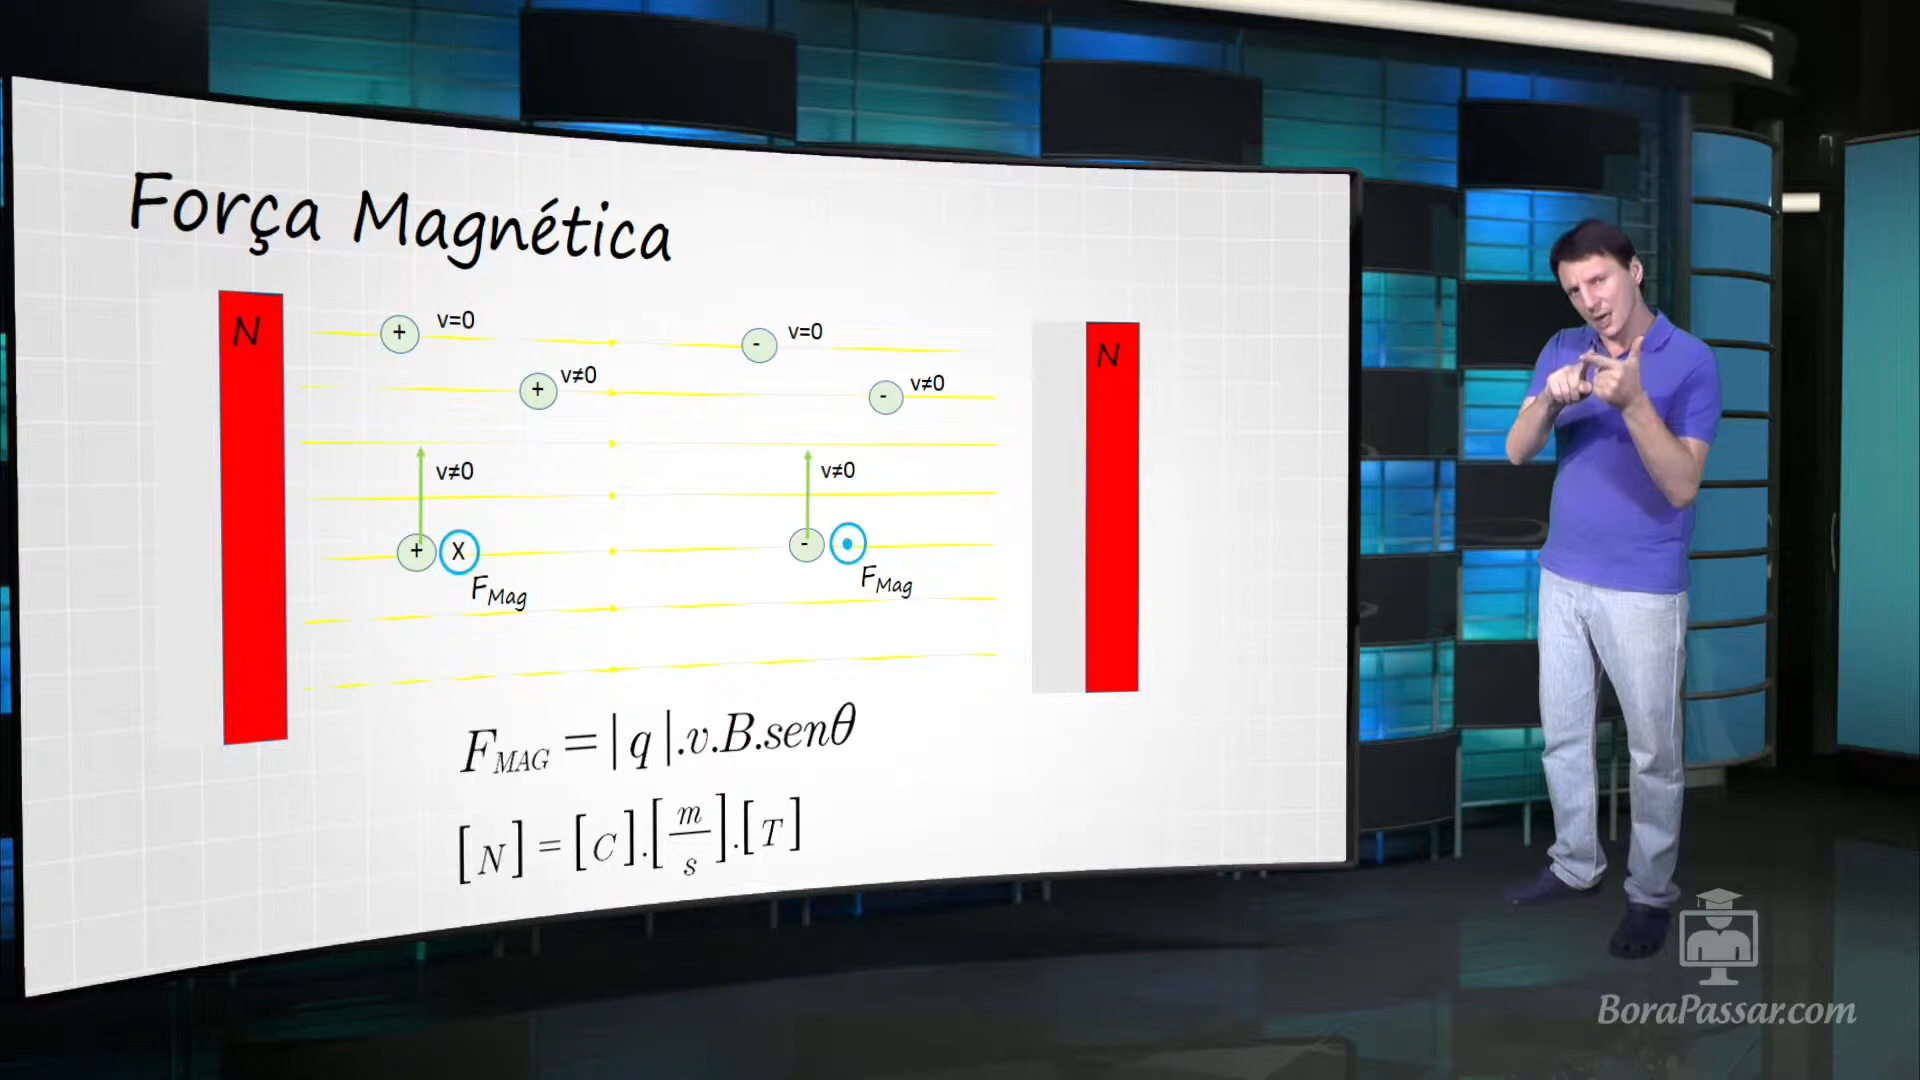 Força Magnética
N
+ v=0
- v=0
N
+ v≠0
- v≠0
v≠0
v≠0
+ X
-
FMag
FMag
FMAG = | q |.v.B.senθ
[N] = [C].[m/s].[T]
BoraPassar.com